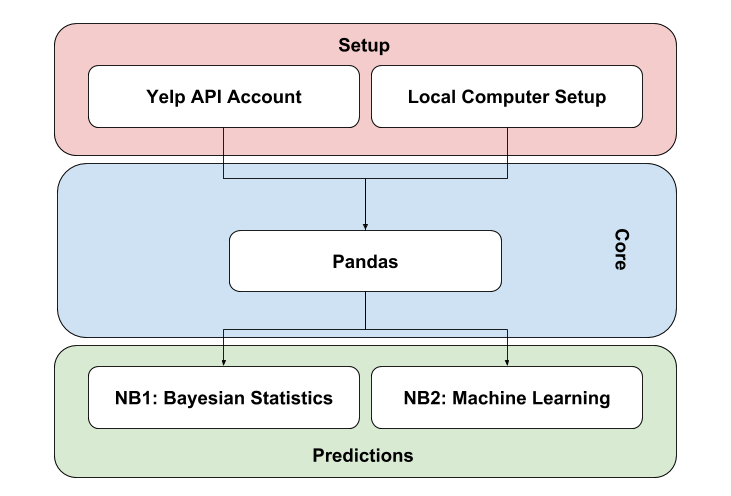 Setup
Yelp API Account
Local Computer Setup
Pandas
Core
NB1: Bayesian Statistics
NB2: Machine Learning
Predictions